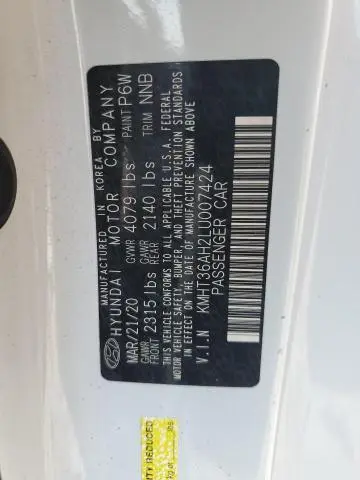 MANUFACTURED IN KOREA BY
HYUNDAI MOTOR COMPANY
MAR/21/20 GVWR 4079 lbs PAINT P6W
GAWR FRONT 2315 lbs GAWR REAR 2140 lbs TRIM NNB
THIS VEHICLE CONFORMS TO ALL APPLICABLE U.S.A. FEDERAL
MOTOR VEHICLE SAFETY, BUMPER, AND THEFT PREVENTION STANDARDS
IN EFFECT ON THE DATE OF MANUFACTURE SHOWN ABOVE.
V.I.N KMHT36AH2LU007424
PASSENGER CAR
ITY REDUCED